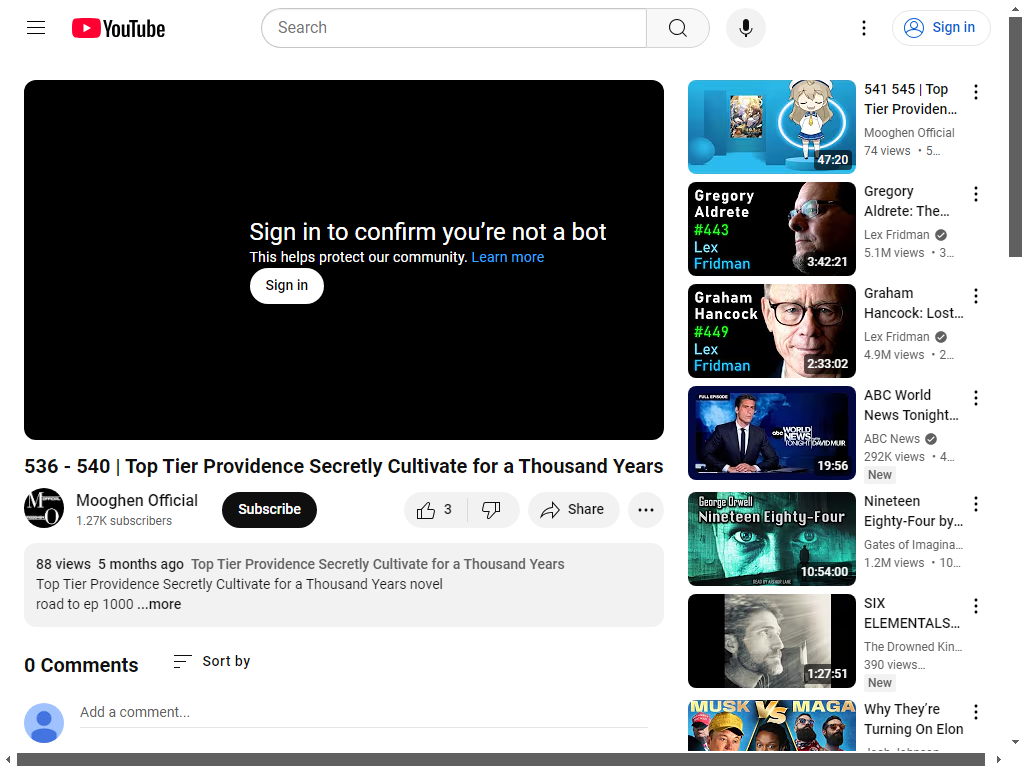 YouTube
Search
Sign in
Sign in to confirm you’re not a bot
This helps protect our community. Learn more
Sign in
536 - 540 | Top Tier Providence Secretly Cultivate for a Thousand Years
Mooghen Official
1.27K subscribers
Subscribe
3
Share
88 views 5 months ago Top Tier Providence Secretly Cultivate for a Thousand Years
Top Tier Providence Secretly Cultivate for a Thousand Years novel
road to ep 1000 ...more
0 Comments
Sort by
Add a comment...
47:20
541 545 | Top
Tier Providen...
Mooghen Official
74 views • 5...
Gregory
Aldrete
#443
Lex
Fridman
3:42:21
Gregory
Aldrete: The...
Lex Fridman
5.1M views • 3...
Graham
Hancock
#449
Lex
Fridman
2:33:02
Graham
Hancock: Lost...
Lex Fridman
4.9M views • 2...
FULL EPISODE
abc WORLD
NEWS
TONIGHT DAVID MUIR
19:56
ABC World
News Tonight...
ABC News
292K views • 4...
New
George Orwell
Nineteen Eighty-Four
READ BY ARTHUR LANE
10:54:00
Nineteen
Eighty-Four by...
Gates of Imagina...
1.2M views • 10...
1:27:51
SIX
ELEMENTALS...
The Drowned Kin...
390 views...
New
MUSK VS MAGA
Why They’re
Turning On Elon